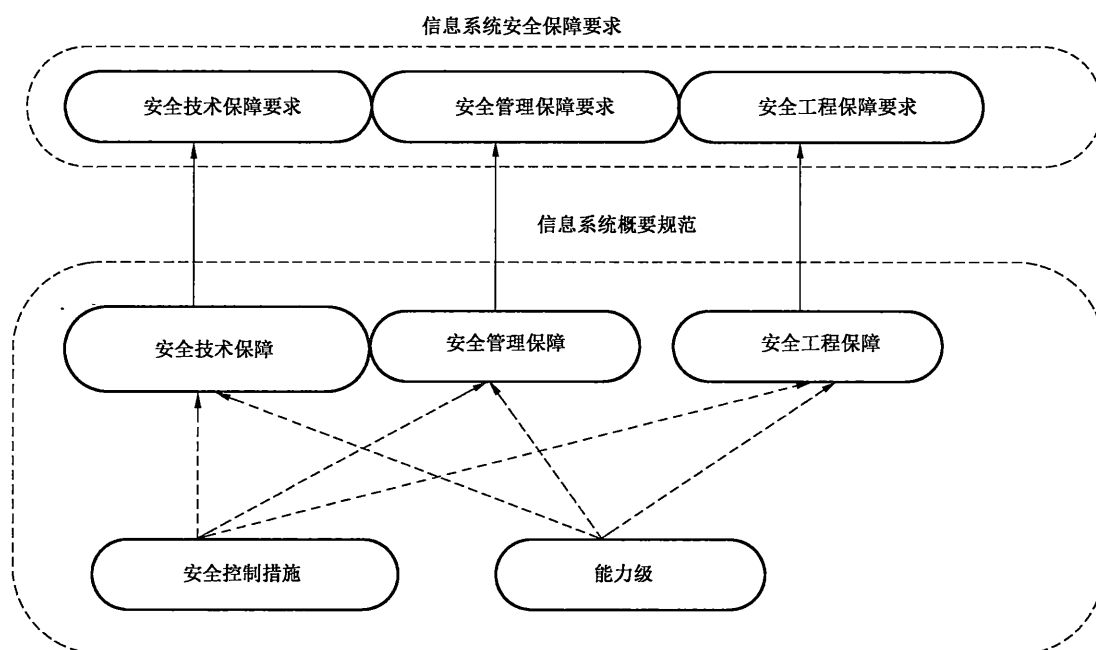 信息系统安全保障要求
安全技术保障要求
安全管理保障要求
安全工程保障要求
信息系统概要规范
安全技术保障
安全管理保障
安全工程保障
安全控制措施
能力级